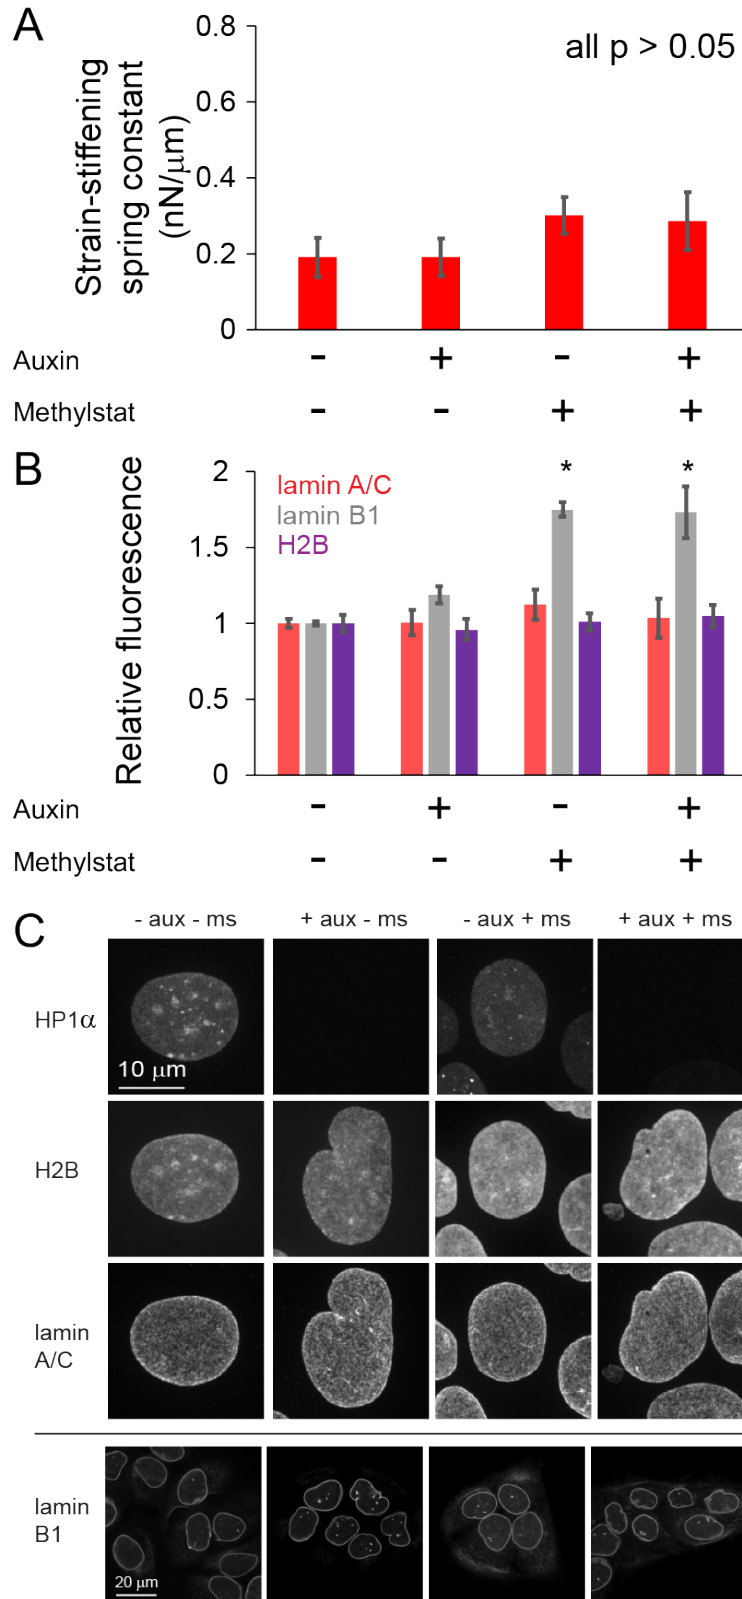 A
Strain-stiffening
spring constant
(nN/μm)
0.8
0.6
0.4
0.2
0
all p > 0.05
Auxin - + - +
Methylstat - - + +
B
Relative fluorescence
2
1.5
1
0.5
0
lamin A/C
lamin B1
H2B
* *
Auxin - + - +
Methylstat - - + +
C
- aux - ms + aux - ms - aux + ms + aux + ms
HP1α
10 μm
H2B
lamin
A/C
lamin
B1
20 μm